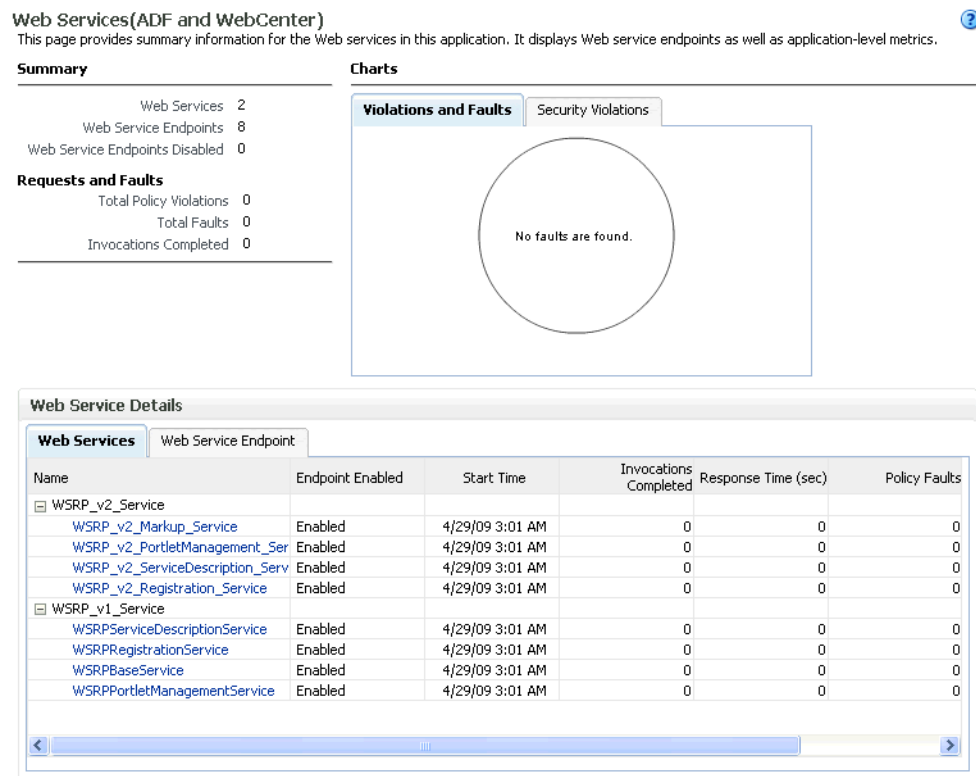 Web Services(ADF and WebCenter)
This page provides summary information for the Web services in this application. It displays Web service endpoints as well as application-level metrics.
Summary
Web Services 2
Web Service Endpoints 8
Web Service Endpoints Disabled 0
Requests and Faults
Total Policy Violations 0
Total Faults 0
Invocations Completed 0
Charts
Violations and Faults Security Violations
No faults are found.
Web Service Details
Web Services Web Service Endpoint
Name Endpoint Enabled Start Time Invocations Completed Response Time (sec) Policy Faults
WSRP_v2_Service
WSRP_v2_Markup_Service Enabled 4/29/09 3:01 AM 0 0 0
WSRP_v2_PortletManagement_Ser Enabled 4/29/09 3:01 AM 0 0 0
WSRP_v2_ServiceDescription_Serv Enabled 4/29/09 3:01 AM 0 0 0
WSRP_v2_Registration_Service Enabled 4/29/09 3:01 AM 0 0 0
WSRP_v1_Service
WSRPServiceDescriptionService Enabled 4/29/09 3:01 AM 0 0 0
WSRPRegistrationService Enabled 4/29/09 3:01 AM 0 0 0
WSRPBaseService Enabled 4/29/09 3:01 AM 0 0 0
WSRPPortletManagementService Enabled 4/29/09 3:01 AM 0 0 0